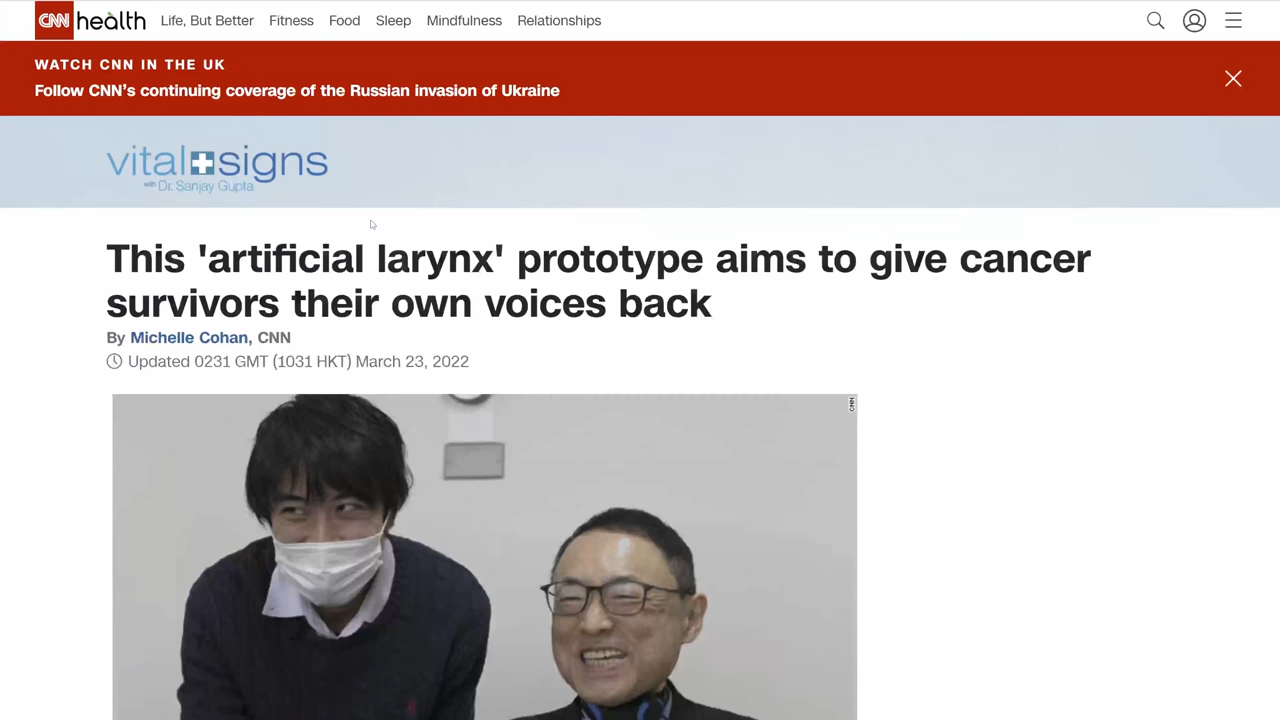 CNN health Life, But Better Fitness Food Sleep Mindfulness Relationships
WATCH CNN IN THE UK
Follow CNN's continuing coverage of the Russian invasion of Ukraine
vital signs
with Dr. Sanjay Gupta
This 'artificial larynx' prototype aims to give cancer
survivors their own voices back
By Michelle Cohan, CNN
Updated 0231 GMT (1031 HKT) March 23, 2022
CNN